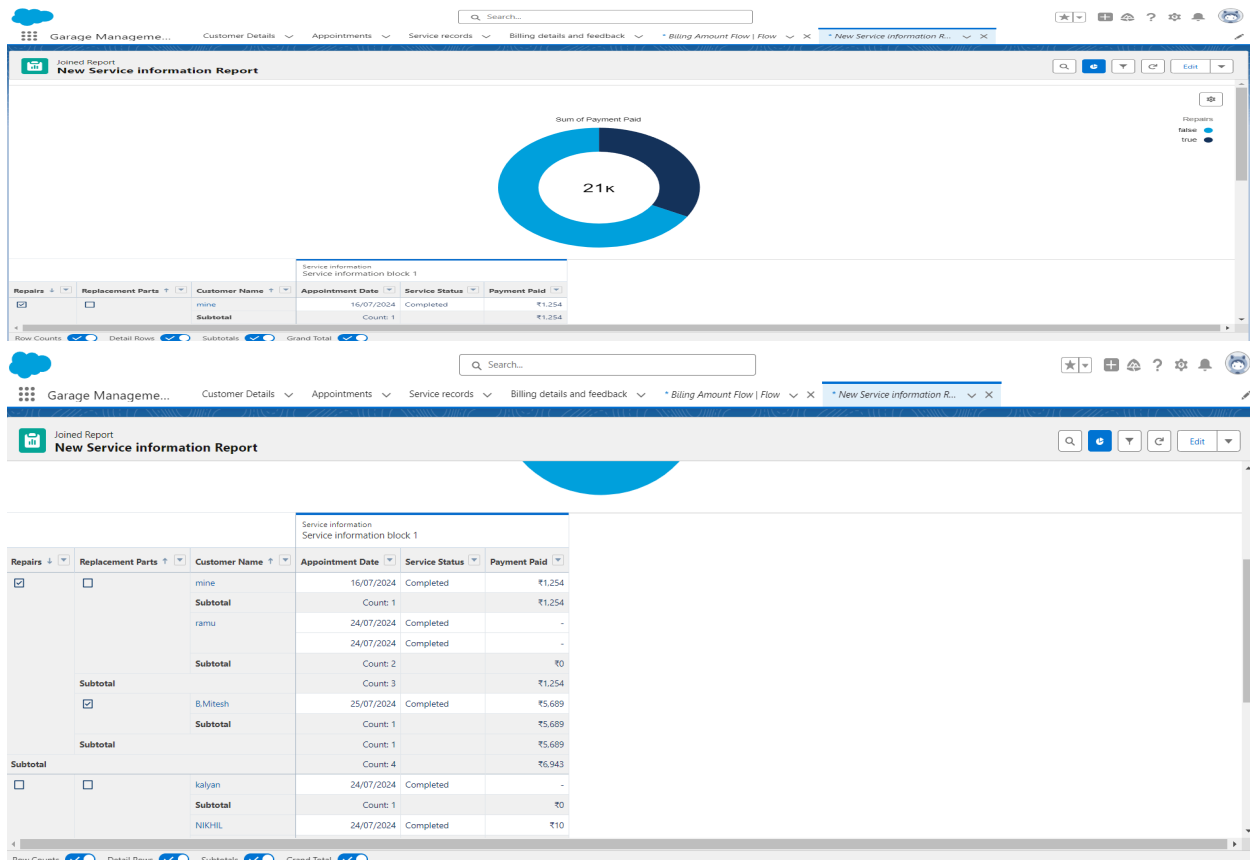 Search...
Garage Manageme... Customer Details Appointments Service records Billing details and feedback * Biling Amount Flow | Flow * New Service information R...
Joined Report
New Service information Report
Edit
Sum of Payment Paid
Repairs
false
true
21K
Service information
Service information block 1
Repairs Replacement Parts Customer Name Appointment Date Service Status Payment Paid
mine 16/07/2024 Completed ₹1,254
Subtotal Count: 1 ₹1,254
Row Counts Detail Rows Subtotals Grand Total
Search...
Garage Manageme... Customer Details Appointments Service records Billing details and feedback * Biling Amount Flow | Flow * New Service information R...
Joined Report
New Service information Report
Edit
Service information
Service information block 1
Repairs Replacement Parts Customer Name Appointment Date Service Status Payment Paid
mine 16/07/2024 Completed ₹1,254
Subtotal Count: 1 ₹1,254
ramu 24/07/2024 Completed -
24/07/2024 Completed -
Subtotal Count: 2 ₹0
Subtotal Count: 3 ₹1,254
B.Mitesh 25/07/2024 Completed ₹5,689
Subtotal Count: 1 ₹5,689
Subtotal Count: 1 ₹5,689
Subtotal Count: 4 ₹6,943
kalyan 24/07/2024 Completed -
Subtotal Count: 1 ₹0
NIKHIL 24/07/2024 Completed ₹10
Row Counts Detail Rows Subtotals Grand Total